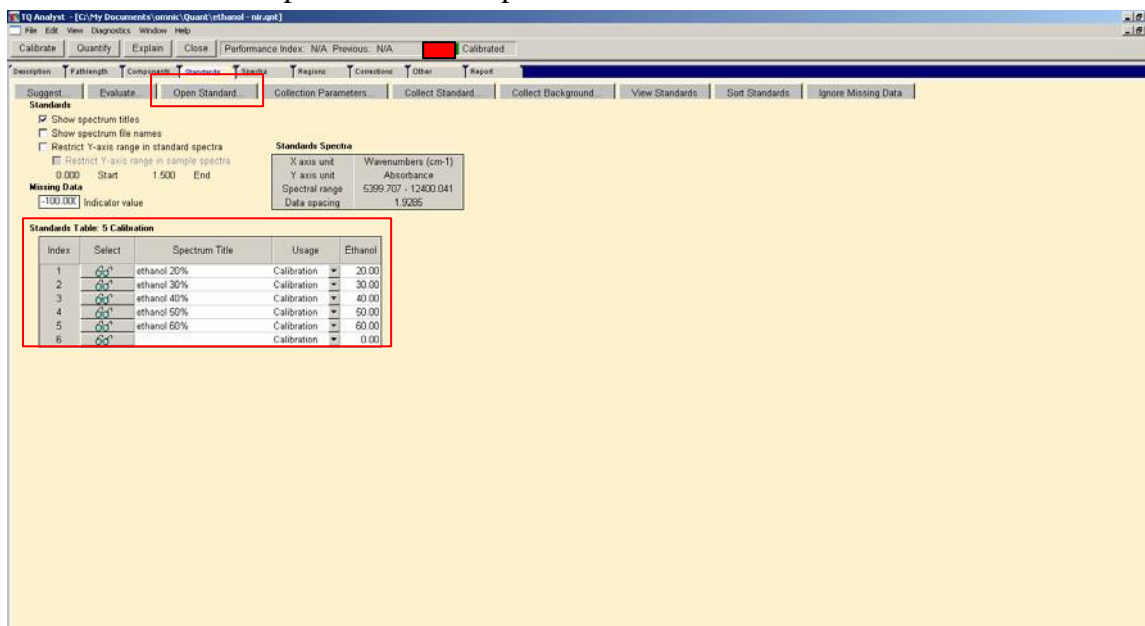 TQ Analyst - [C:\My Documents\omnic\Quant\ethanol - nir.qnt]
File Edit View Diagnostics Window Help
Calibrate Quantify Explain Close Performance Index: N/A Previous: N/A Calibrated
Description Pathlength Components Standards Spectra Regions Corrections Other Report
Suggest... Evaluate... Open Standard... Collection Parameters... Collect Standard... Collect Background... View Standards Sort Standards Ignore Missing Data
Standards
Show spectrum titles
Show spectrum file names
Restrict Y-axis range in standard spectra
Restrict Y-axis range in sample spectra
0.000 Start 1.500 End
Missing Data
-100.000 Indicator value
Standards Spectra
X axis unit Wavenumbers (cm-1)
Y axis unit Absorbance
Spectral range 5399.707 - 12400.041
Data spacing 1.9285
Standards Table: 5 Calibration
Index Select Spectrum Title Usage Ethanol
1 ethanol 20% Calibration 20.00
2 ethanol 30% Calibration 30.00
3 ethanol 40% Calibration 40.00
4 ethanol 50% Calibration 50.00
5 ethanol 60% Calibration 60.00
6 Calibration 0.00